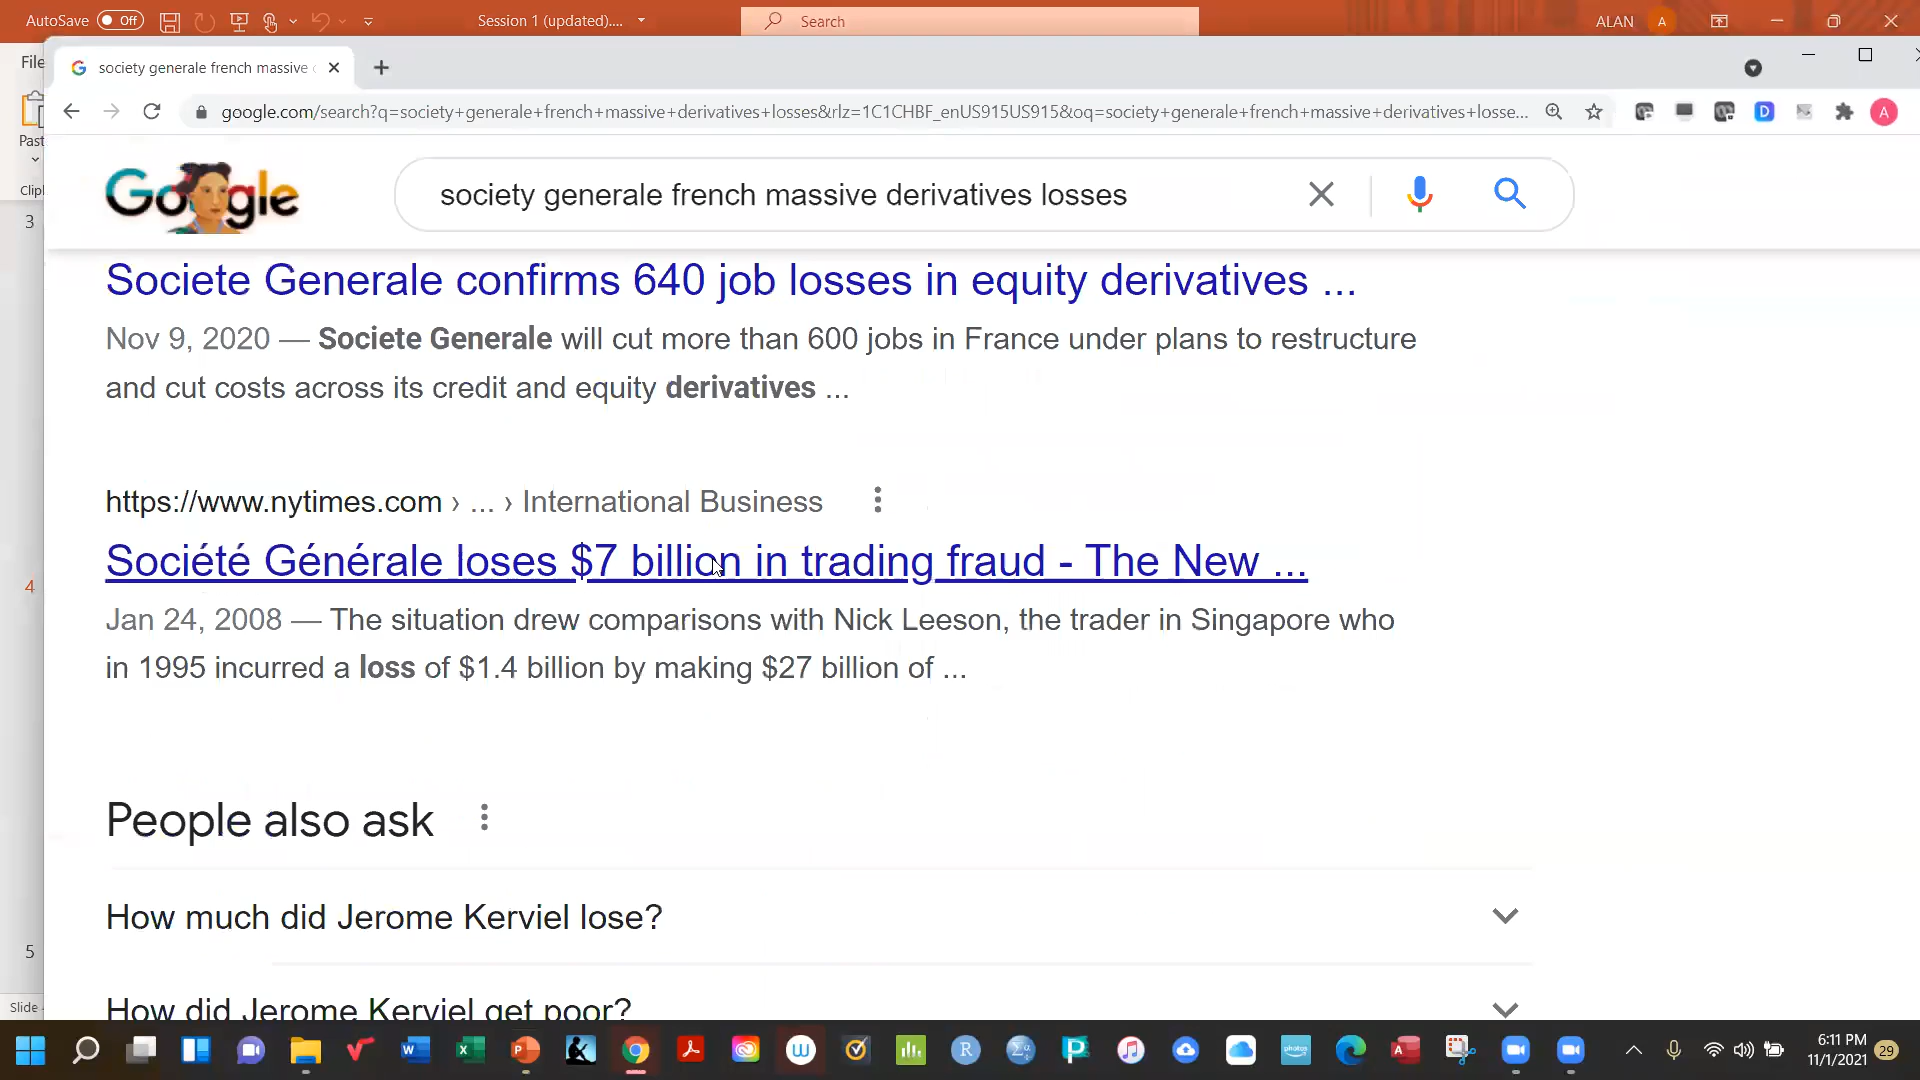 AutoSave Off Session 1 (updated).... Search ALAN A
File
society generale french massive
google.com/search?q=society+generale+french+massive+derivatives+losses&rlz=1C1CHBF_enUS915US915&oq=society+generale+french+massive+derivatives+losse...
Past
Clipl
Google
society generale french massive derivatives losses
3
Societe Generale confirms 640 job losses in equity derivatives ...
Nov 9, 2020 — Societe Generale will cut more than 600 jobs in France under plans to restructure
and cut costs across its credit and equity derivatives ...
https://www.nytimes.com › ... › International Business
Société Générale loses $7 billion in trading fraud - The New ...
4
Jan 24, 2008 — The situation drew comparisons with Nick Leeson, the trader in Singapore who
in 1995 incurred a loss of $1.4 billion by making $27 billion of ...
People also ask
How much did Jerome Kerviel lose?
5
How did Jerome Kerviel get poor?
Slide
6:11 PM
11/1/2021
29